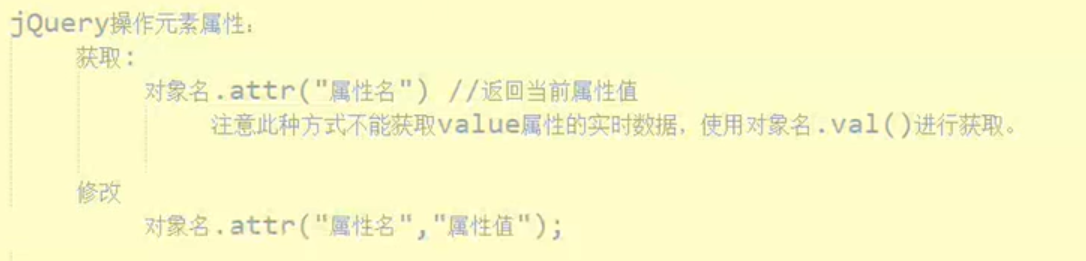 jQuery操作元素属性：
获取：
对象名.attr("属性名") //返回当前属性值
注意此种方式不能获取value属性的实时数据，使用对象名.val()进行获取。
修改
对象名.attr("属性名","属性值");